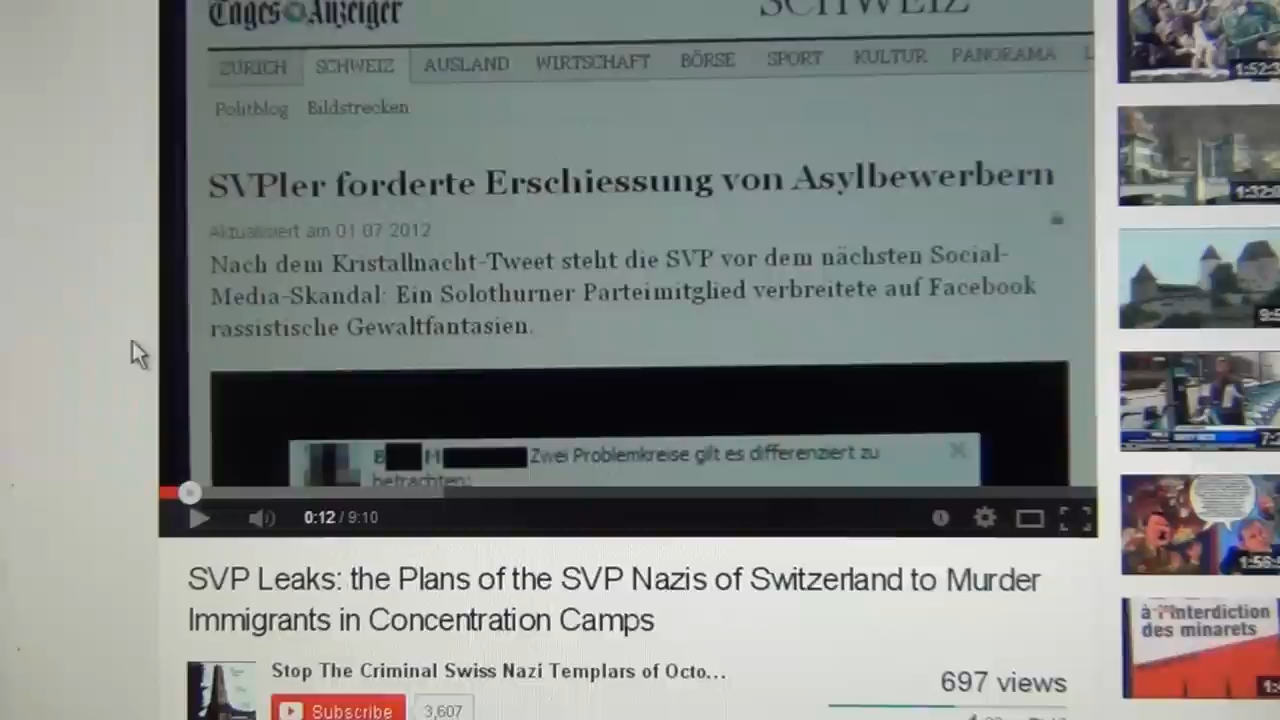 Tages Anzeiger
SCHWEIZ
ZÜRICH SCHWEIZ AUSLAND WIRTSCHAFT BÖRSE SPORT KULTUR PANORAMA
Politblog Bildstrecken
SVPler forderte Erschiessung von Asylbewerbern
Aktualisiert am 01.07.2012
Nach dem Kristallnacht-Tweet steht die SVP vor dem nächsten Social-
Media-Skandal: Ein Solothurner Parteimitglied verbreitete auf Facebook
rassistische Gewaltfantasien.
Zwei Problemkreise gilt es differenziert zu
betrachten:
0:12 / 9:10
SVP Leaks: the Plans of the SVP Nazis of Switzerland to Murder
Immigrants in Concentration Camps
Stop The Criminal Swiss Nazi Templars of Octo...
697 views
Subscribe 3,607
à l'interdiction
des minarets